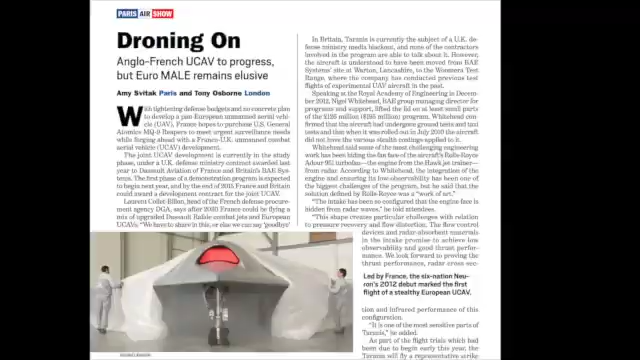 PARIS AIR SHOW
Droning On
Anglo-French UCAV to progress,
but Euro MALE remains elusive
Amy Svitak Paris and Tony Osborne London
With tightening defense budgets and no concrete plan
to develop a pan-European unmanned aerial vehi-
cle (UAV), France hopes to purchase U.S. General
Atomics MQ-9 Reapers to meet urgent surveillance needs
while forging ahead with a Franco-U.K. unmanned combat
aerial vehicle (UCAV) development.
The joint UCAV development is currently in the study
phase, under a U.K. defense ministry contract awarded last
year to Dassault Aviation of France and Britain's BAE Sys-
tems. The first phase of a demonstration program is expected
to begin next year, and by the end of 2015 France and Britain
could award a development contract for the joint UCAV.
Laurent Collet-Billon, head of the French defense procure-
ment agency DGA, says after 2030 France could be flying a
mix of upgraded Dassault Rafale combat jets and European
UCAVs: "We have to share in this, or else we can say 'goodbye'
In Britain, Taranis is currently the subject of a U.K. de-
fense ministry media blackout, and none of the contractors
involved in the program are able to talk about it. However,
the aircraft is understood to have been moved from BAE
Systems' site at Warton, Lancashire, to the Woomera Test
Range, where the company has conducted previous test
flights of experimental UAV aircraft in the past.
Speaking at the Royal Academy of Engineering in Decem-
ber 2012, Nigel Whitehead, BAE group managing director for
programs and support, lifted the lid on at least small parts
of the program. Whitehead con-
firmed that the aircraft had undergone ground tests and taxi
tests and that when it was rolled out in July 2010 the aircraft
did not have the various stealth coatings applied to it.
Whitehead said some of the most challenging engineering
work has been hiding the fan face of the aircraft's Rolls-Royce
Adour 951 turbofan—the engine from the Hawk jet trainer—
from radar. According to Whitehead, the integration of the
engine and ensuring its low-observability has been one of
the biggest challenges of the program, but he said that the
solution defined by Rolls-Royce was a "work of art."
"The intake has been so configured that the engine face is
hidden from radar waves," he told attendees.
"This shape creates particular challenges with relation
to pressure recovery and flow distortion. The flow control
devices and radar-absorbent materials
in the intake promise to achieve low
observability and good thrust perfor-
mance. We look forward to proving the
thrust performance, radar cross-sec-
Led by France, the six-nation Neu-
ron's 2012 debut marked the first
flight of a stealthy European UCAV.
tion and infrared performance of this
configuration.
"It is one of the most sensitive parts of
Taranis," he added.
As part of the flight trials which had
been due to begin early this year,
Taranis will fly a representative strike